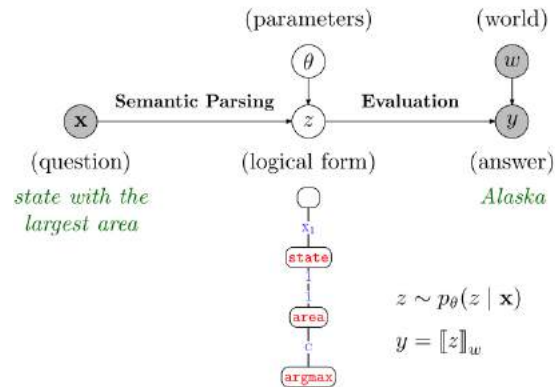 (parameters) (world)
θ w
Semantic Parsing Evaluation
x z y
(question) (logical form) (answer)
state with the Alaska
largest area
x₁
state
1
1
area
c
argmax
z ∼ pθ(z | x)
y = ⟦z⟧w